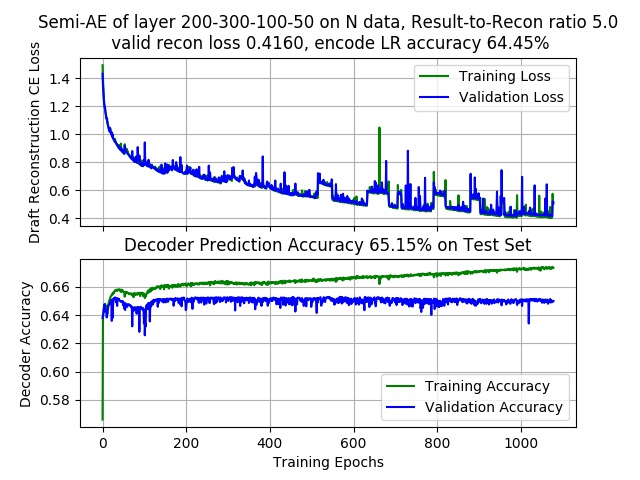 Semi-AE of layer 200-300-100-50 on N data, Result-to-Recon ratio 5.0
valid recon loss 0.4160, encode LR accuracy 64.45%
Draft Reconstruction CE Loss
1.4
1.2
1.0
0.8
0.6
0.4
Training Loss
Validation Loss
Decoder Prediction Accuracy 65.15% on Test Set
Decoder Accuracy
0.66
0.64
0.62
0.60
0.58
Training Accuracy
Validation Accuracy
0 200 400 600 800 1000
Training Epochs